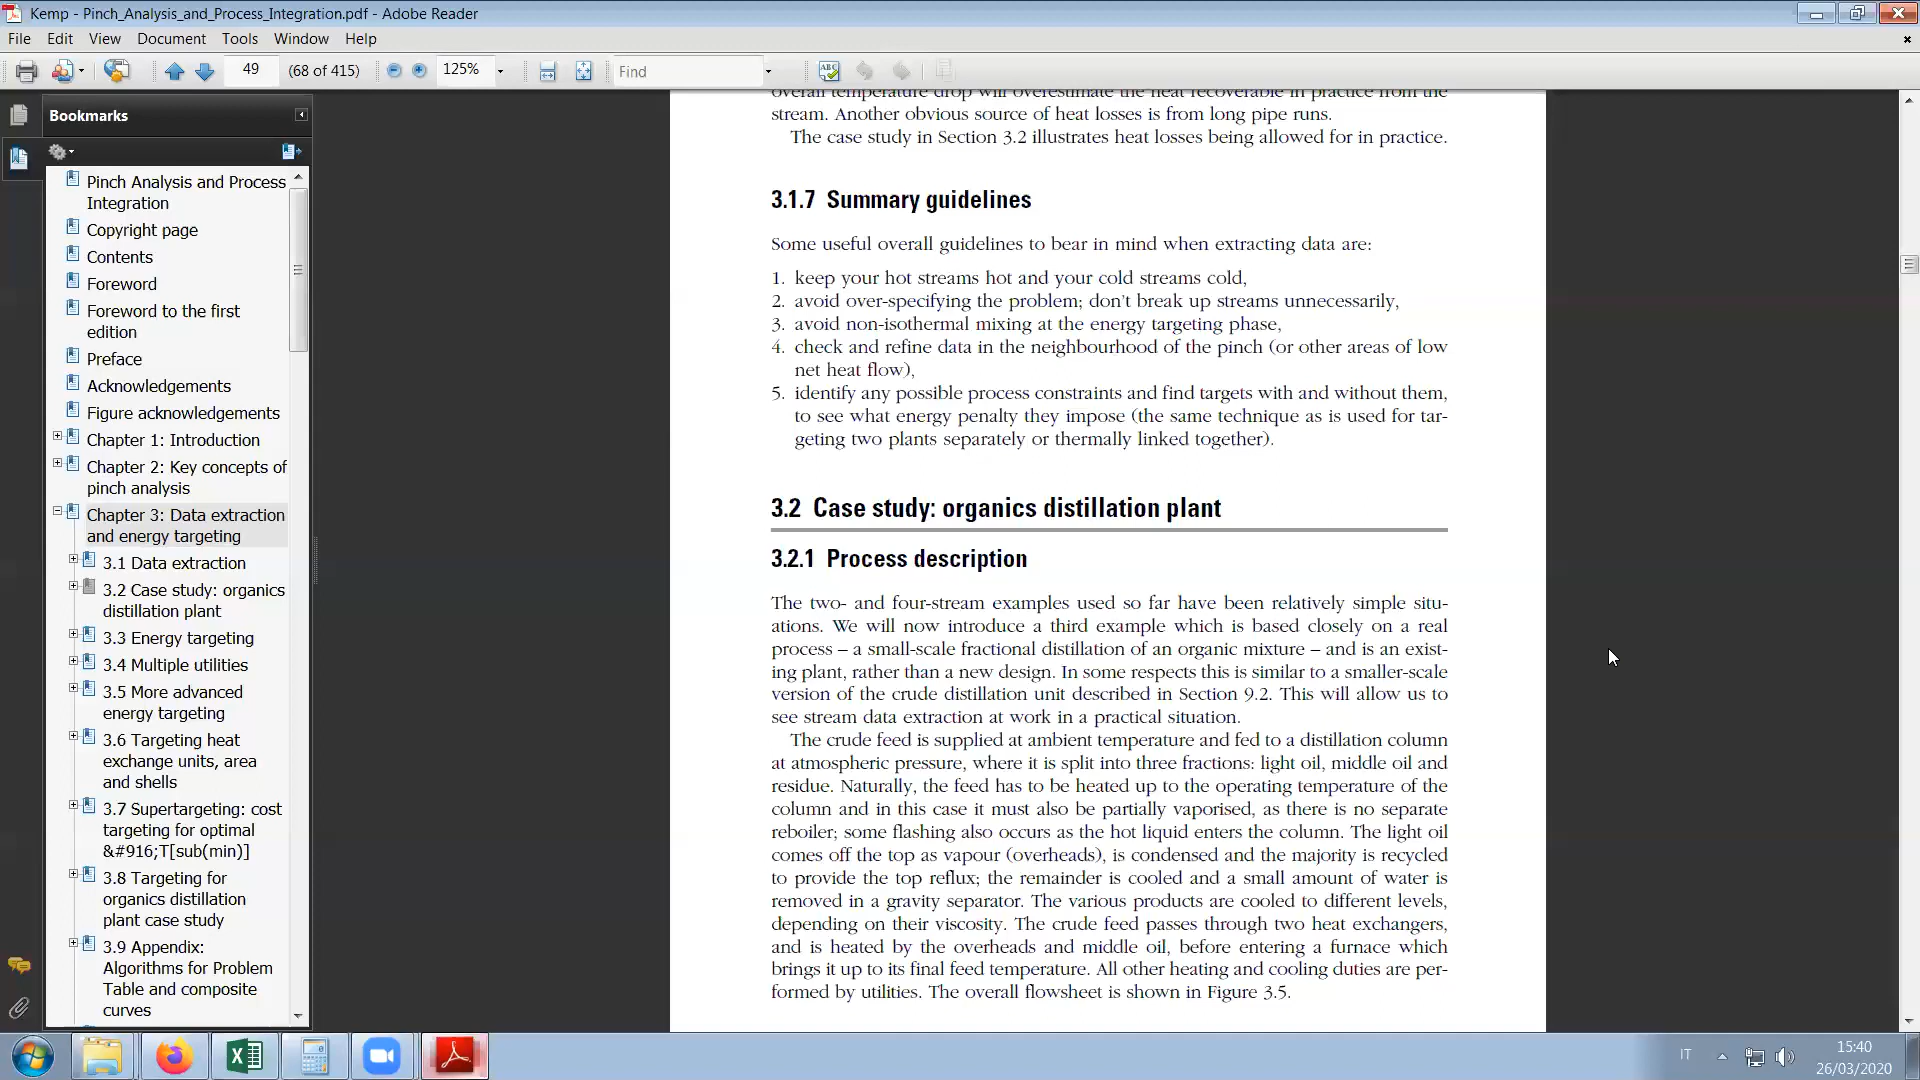 Kemp - Pinch_Analysis_and_Process_Integration.pdf - Adobe Reader
File Edit View Document Tools Window Help
49 (68 of 415) 125% Find
Bookmarks
Pinch Analysis and Process
Integration
Copyright page
Contents
Foreword
Foreword to the first
edition
Preface
Acknowledgements
Figure acknowledgements
Chapter 1: Introduction
Chapter 2: Key concepts of
pinch analysis
Chapter 3: Data extraction
and energy targeting
3.1 Data extraction
3.2 Case study: organics
distillation plant
3.3 Energy targeting
3.4 Multiple utilities
3.5 More advanced
energy targeting
3.6 Targeting heat
exchange units, area
and shells
3.7 Supertargeting: cost
targeting for optimal
&#916;T[sub(min)]
3.8 Targeting for
organics distillation
plant case study
3.9 Appendix:
Algorithms for Problem
Table and composite
curves
overall temperature drop will overestimate the heat recoverable in practice from the
stream. Another obvious source of heat losses is from long pipe runs.
The case study in Section 3.2 illustrates heat losses being allowed for in practice.
3.1.7 Summary guidelines
Some useful overall guidelines to bear in mind when extracting data are:
1. keep your hot streams hot and your cold streams cold,
2. avoid over-specifying the problem; don't break up streams unnecessarily,
3. avoid non-isothermal mixing at the energy targeting phase,
4. check and refine data in the neighbourhood of the pinch (or other areas of low
net heat flow),
5. identify any possible process constraints and find targets with and without them,
to see what energy penalty they impose (the same technique as is used for tar-
geting two plants separately or thermally linked together).
3.2 Case study: organics distillation plant
3.2.1 Process description
The two- and four-stream examples used so far have been relatively simple situ-
ations. We will now introduce a third example which is based closely on a real
process – a small-scale fractional distillation of an organic mixture – and is an exist-
ing plant, rather than a new design. In some respects this is similar to a smaller-scale
version of the crude distillation unit described in Section 9.2. This will allow us to
see stream data extraction at work in a practical situation.
The crude feed is supplied at ambient temperature and fed to a distillation column
at atmospheric pressure, where it is split into three fractions: light oil, middle oil and
residue. Naturally, the feed has to be heated up to the operating temperature of the
column and in this case it must also be partially vaporised, as there is no separate
reboiler; some flashing also occurs as the hot liquid enters the column. The light oil
comes off the top as vapour (overheads), is condensed and the majority is recycled
to provide the top reflux; the remainder is cooled and a small amount of water is
removed in a gravity separator. The various products are cooled to different levels,
depending on their viscosity. The crude feed passes through two heat exchangers,
and is heated by the overheads and middle oil, before entering a furnace which
brings it up to its final feed temperature. All other heating and cooling duties are per-
formed by utilities. The overall flowsheet is shown in Figure 3.5.
IT
15:40
26/03/2020